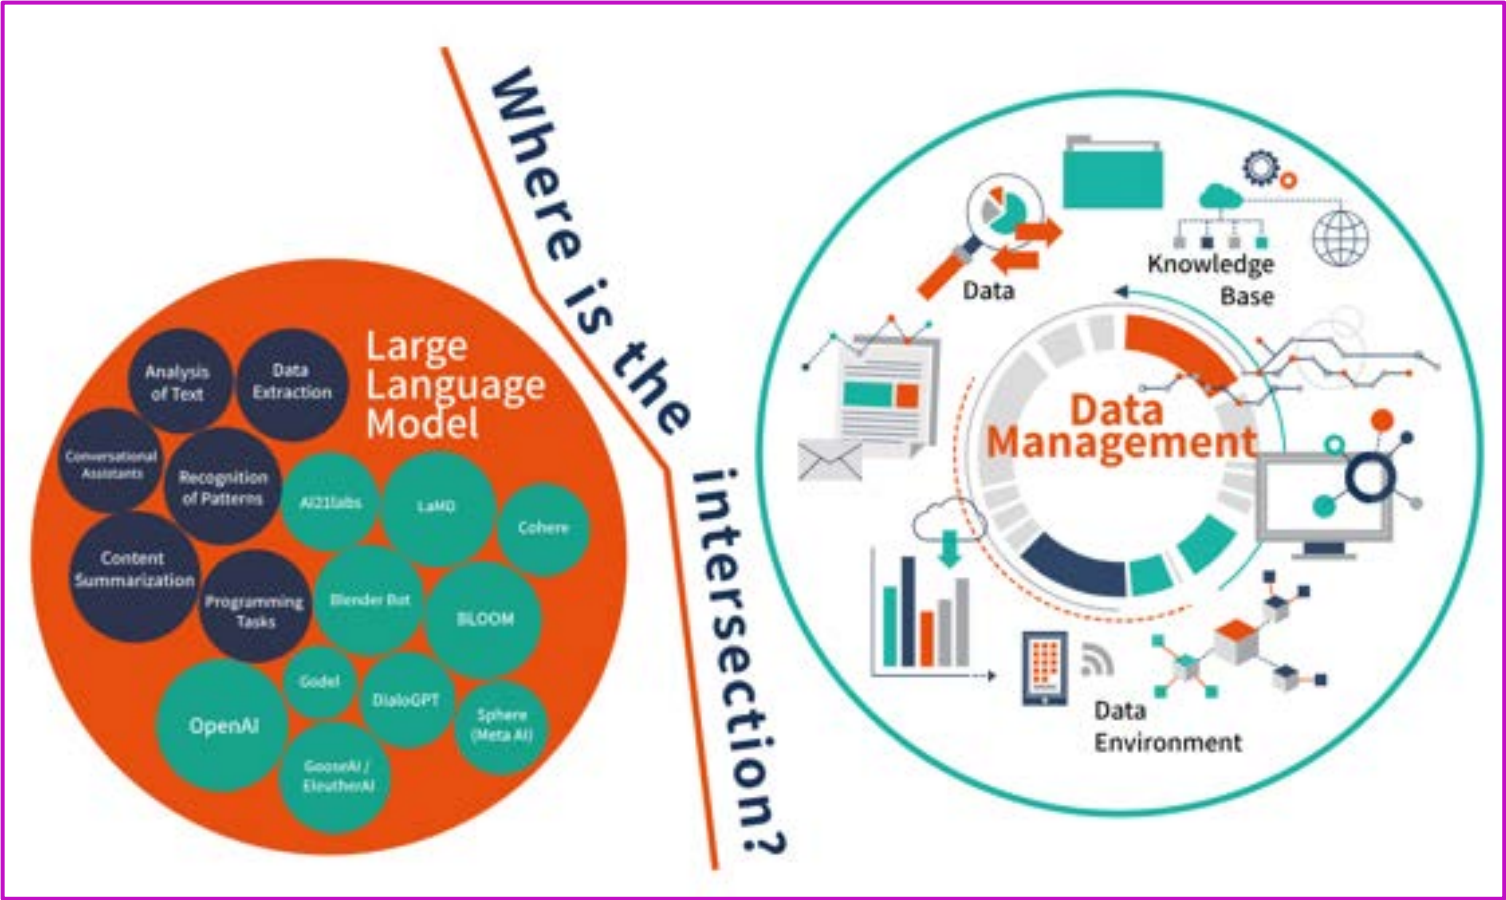 Where is the intersection?
Large
Language
Model
Analysis
of Text
Data
Extraction
Conversational
Assistants
Recognition
of Patterns
Content
Summarization
Programming
Tasks
AI21labs
LaMD
Cohere
Blender Bot
BLOOM
Godel
DialoGPT
OpenAI
Sphere
(Meta AI)
GooseAI /
EleutherAI
Data
Knowledge
Base
Data
Management
Data
Environment